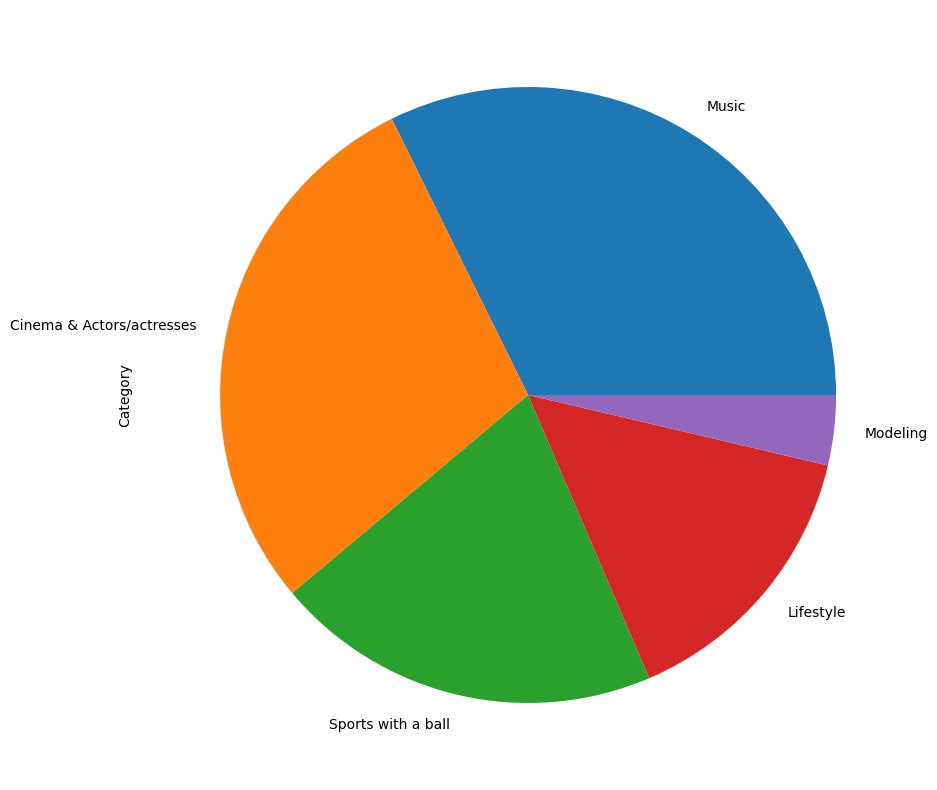 Music
Cinema & Actors/actresses
Category
Modeling
Lifestyle
Sports with a ball